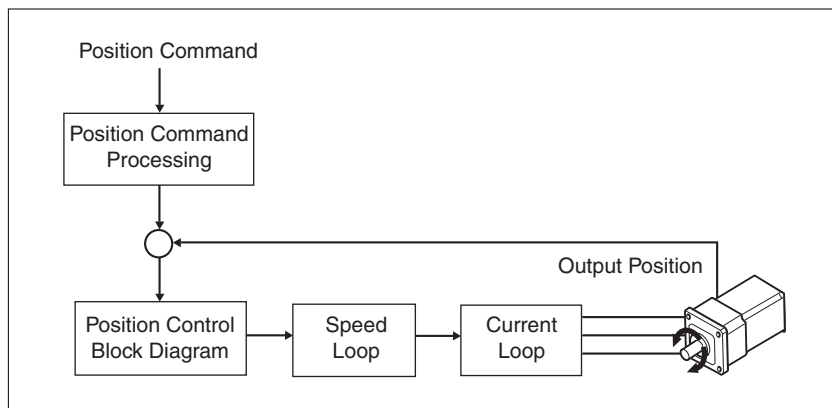 Position Command
Position Command
Processing
Output Position
Position Control
Block Diagram
Speed
Loop
Current
Loop